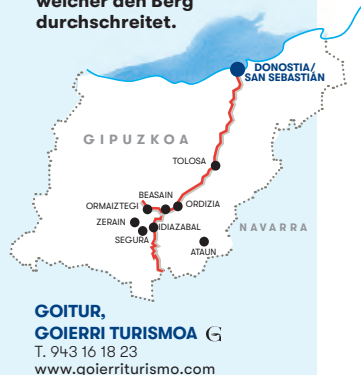 welcher den Berg
durchschreitet.
DONOSTIA/
SAN SEBASTIÁN
GIPUZKOA
TOLOSA
BEASAIN
ORMAIZTEGI
ORDIZIA
ZERAIN
IDIAZABAL
SEGURA
NAVARRA
ATAUN
GOITUR,
GOIERRI TURISMOA G
T. 943 16 18 23
www.goierriturismo.com